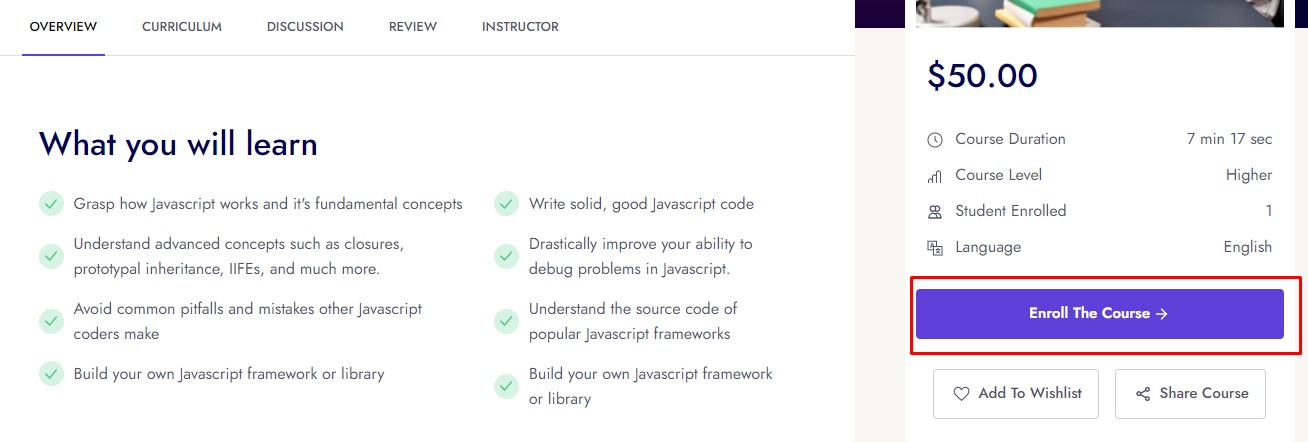 OVERVIEW CURRICULUM DISCUSSION REVIEW INSTRUCTOR
What you will learn
Grasp how Javascript works and it's fundamental concepts
Understand advanced concepts such as closures,
prototypal inheritance, IIFEs, and much more.
Avoid common pitfalls and mistakes other Javascript
coders make
Build your own Javascript framework or library
Write solid, good Javascript code
Drastically improve your ability to
debug problems in Javascript.
Understand the source code of
popular Javascript frameworks
Build your own Javascript framework
or library
$50.00
Course Duration 7 min 17 sec
Course Level Higher
Student Enrolled 1
Language English
Enroll The Course →
Add To Wishlist Share Course